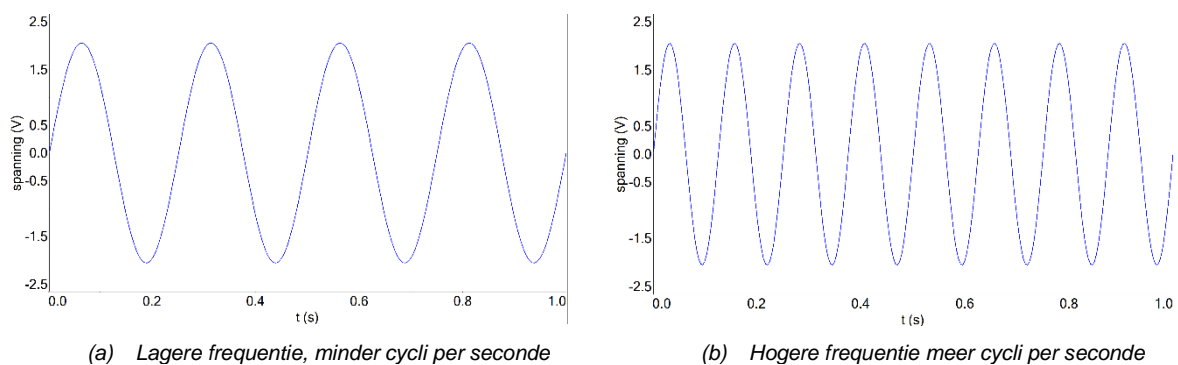 2.5
1.5
0.5
0.0
-0.5
-1.5
-2.5
spanning (V)
0.0 0.2 0.4 0.6 0.8 1.0
t (s)
(a) Lagere frequentie, minder cycli per seconde
2.5
1.5
0.5
0.0
-0.5
-1.5
-2.5
spanning (V)
0.0 0.2 0.4 0.6 0.8 1.0
t (s)
(b) Hogere frequentie meer cycli per seconde